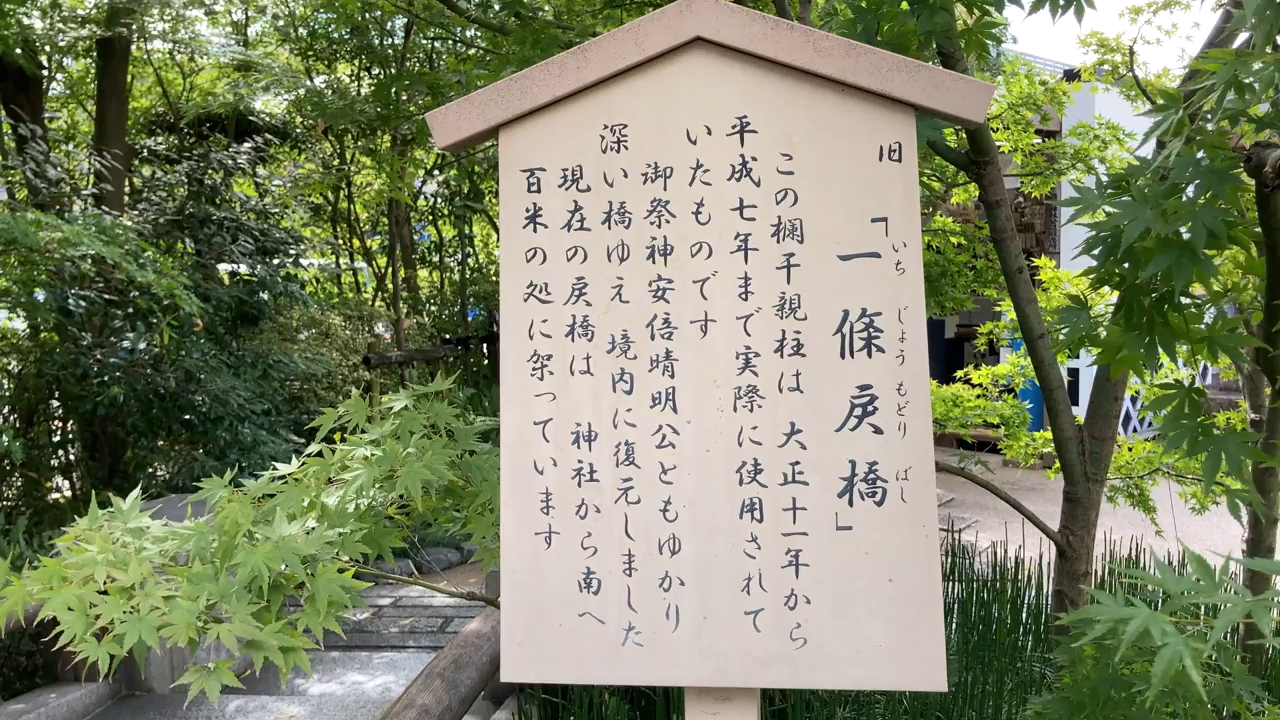 旧「一條戻橋」
いち じょう もどり ばし
この欄干親柱は 大正十一年から
平成七年まで実際に使用されて
いたものです
御祭神安倍晴明公ともゆかり
深い橋ゆえ 境内に復元しました
現在の戻橋は 神社から南へ
百米の処に架っています